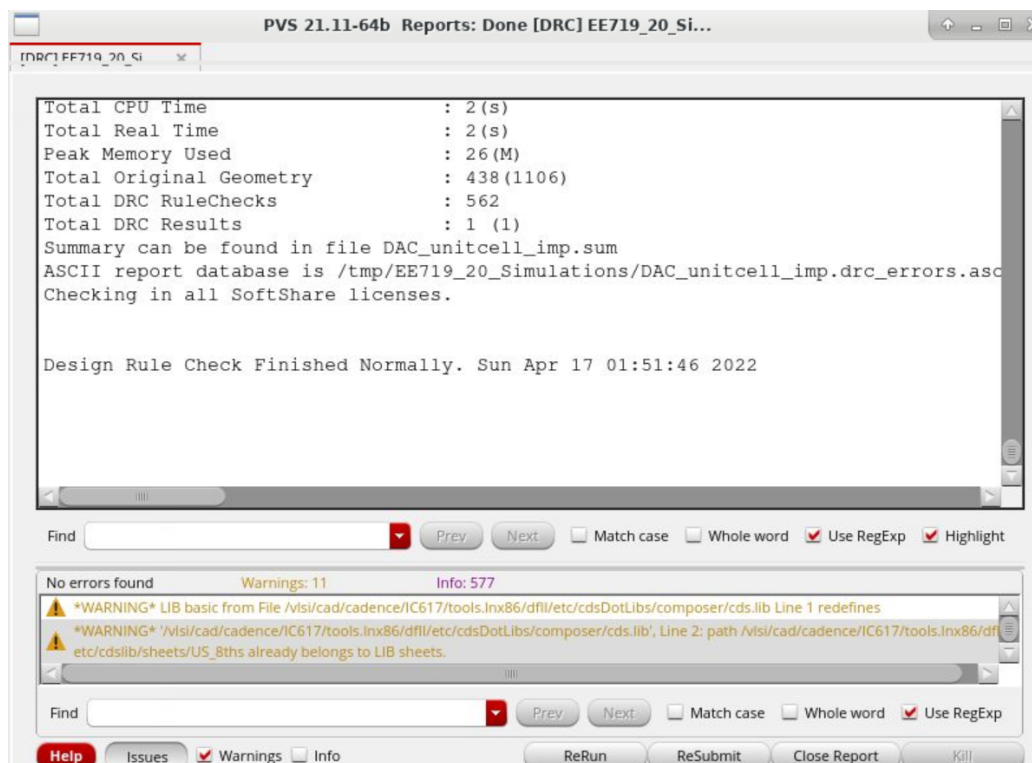 PVS 21.11-64b Reports: Done [DRC] EE719_20_Si...
[DRC] EE719_20_Si
Total CPU Time : 2(s)
Total Real Time : 2(s)
Peak Memory Used : 26(M)
Total Original Geometry : 438(1106)
Total DRC RuleChecks : 562
Total DRC Results : 1 (1)
Summary can be found in file DAC_unitcell_imp.sum
ASCII report database is /tmp/EE719_20_Simulations/DAC_unitcell_imp.drc_errors.asc
Checking in all SoftShare licenses.
Design Rule Check Finished Normally. Sun Apr 17 01:51:46 2022
Find Prev Next Match case Whole word Use RegExp Highlight
No errors found Warnings: 11 Info: 577
*WARNING* LIB basic from File /vlsi/cad/cadence/IC617/tools.lnx86/dfII/etc/cdsDotLibs/composer/cds.lib Line 1 redefines
*WARNING* '/vlsi/cad/cadence/IC617/tools.lnx86/dfII/etc/cdsDotLibs/composer/cds.lib', Line 2: path /vlsi/cad/cadence/IC617/tools.lnx86/dfII/
etc/cdslib/sheets/US_8ths already belongs to LIB sheets.
Find Prev Next Match case Whole word Use RegExp
Help Issues Warnings Info ReRun ReSubmit Close Report Kill